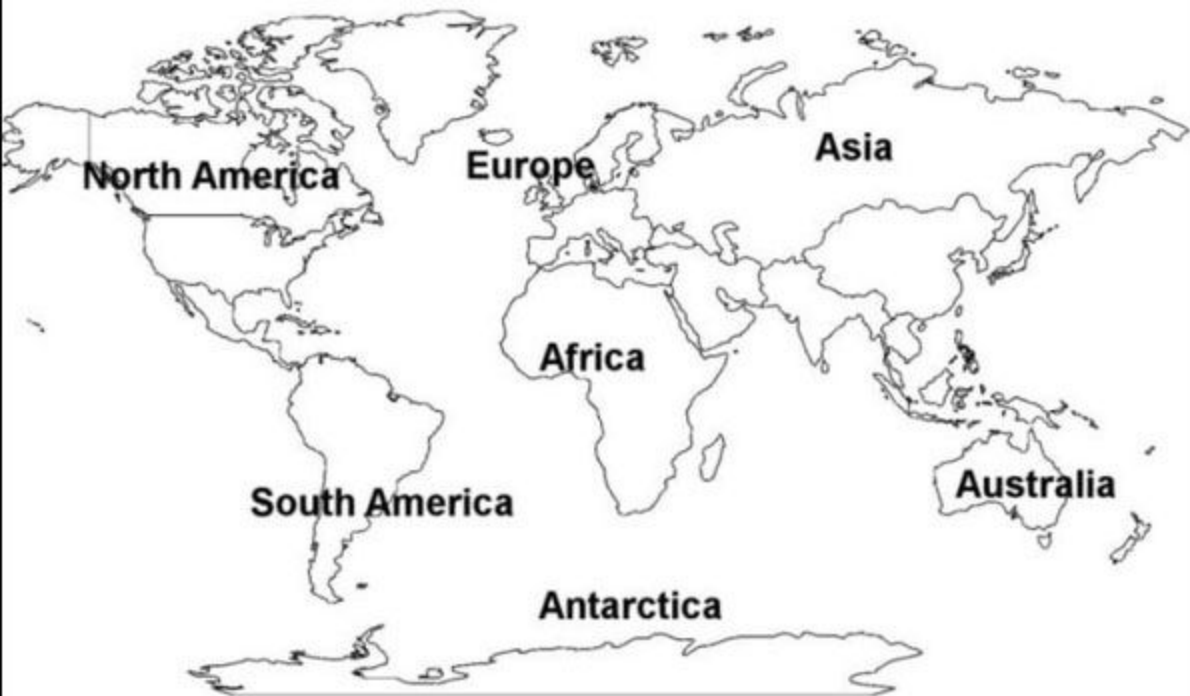 Asia
Europe
North America
Africa
Australia
South America
Antarctica